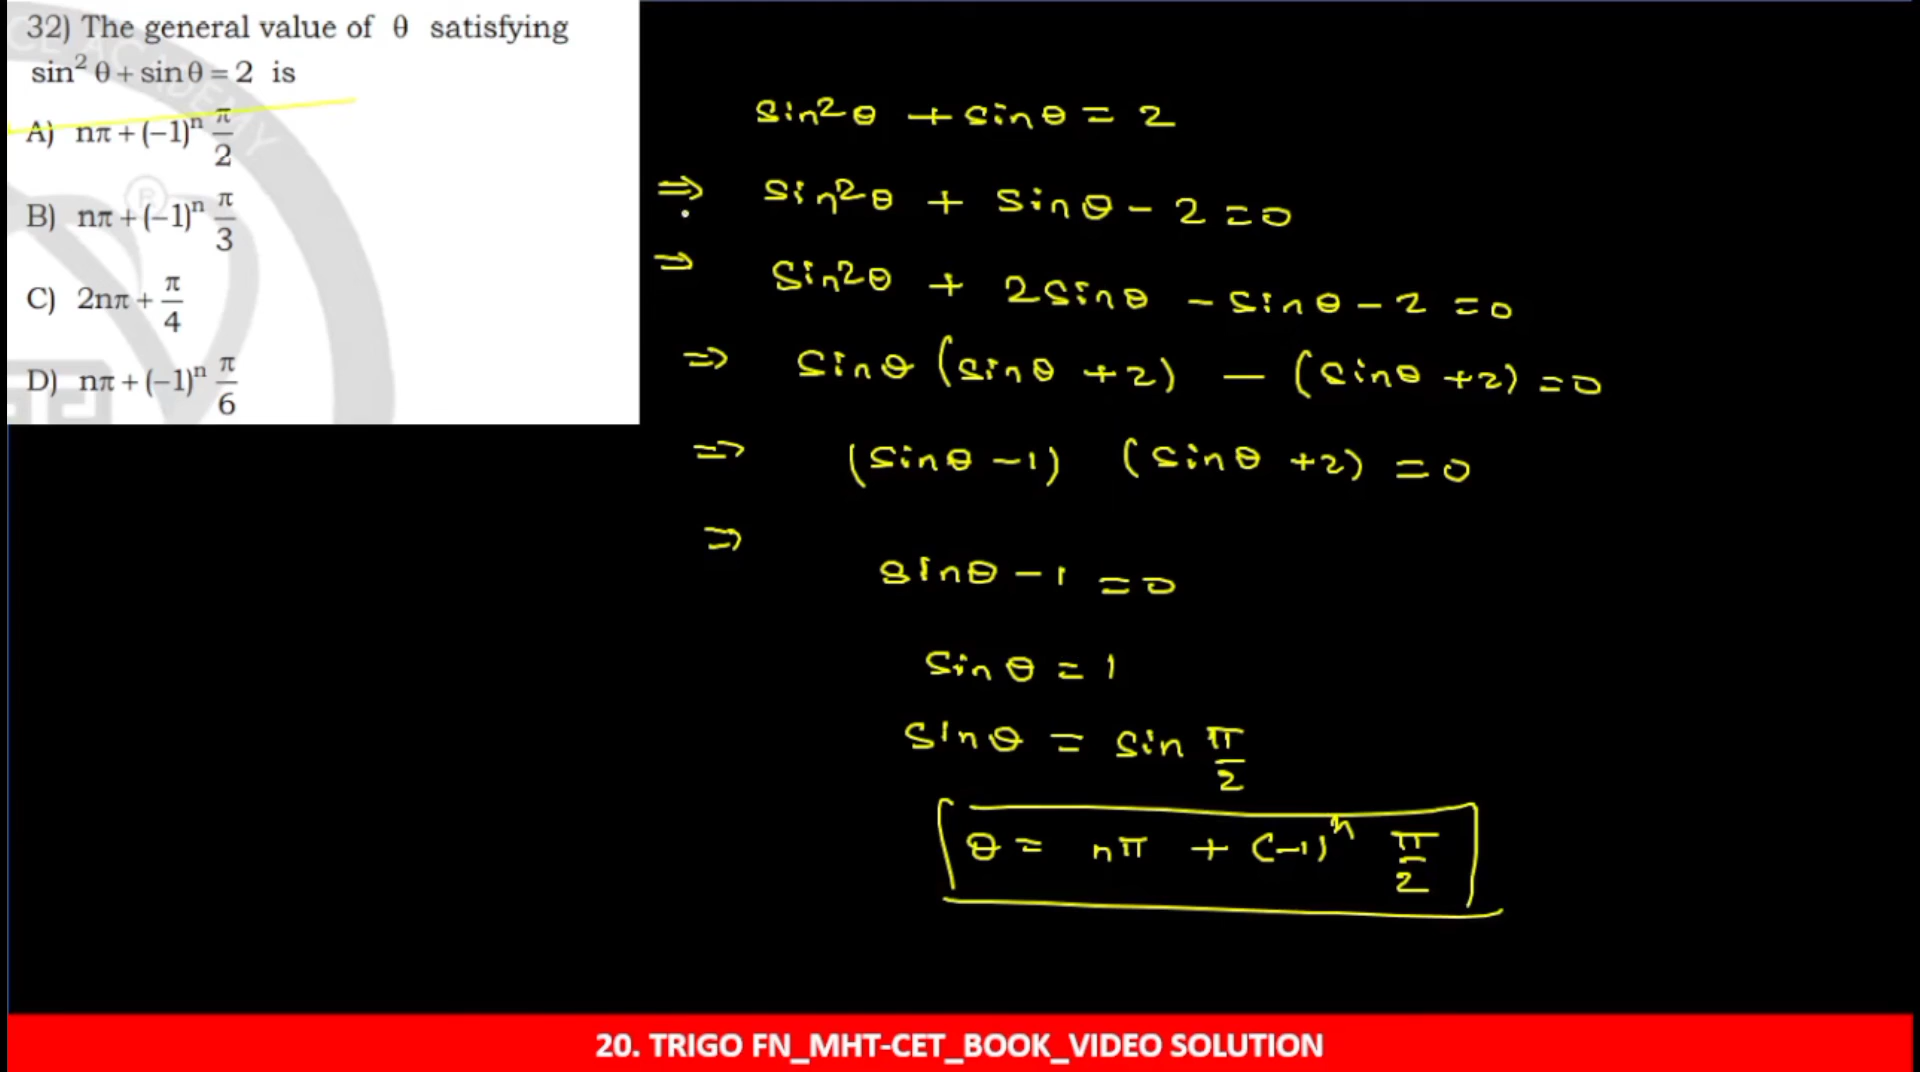 32) The general value of θ satisfying
sin² θ + sin θ = 2 is
A) nπ + (−1)ⁿ π/2
B) nπ + (−1)ⁿ π/3
C) 2nπ + π/4
D) nπ + (−1)ⁿ π/6
ACADEMY
®
sin²θ + sinθ = 2
⇒ sin²θ + sinθ − 2 = 0
⇒ sin²θ + 2sinθ − sinθ − 2 = 0
⇒ sinθ (sinθ + 2) − (sinθ + 2) = 0
⇒ (sinθ − 1) (sinθ + 2) = 0
⇒
sinθ − 1 = 0
sinθ = 1
sinθ = sin π/2
θ = nπ + (−1)ⁿ π/2
20. TRIGO FN_MHT-CET_BOOK_VIDEO SOLUTION